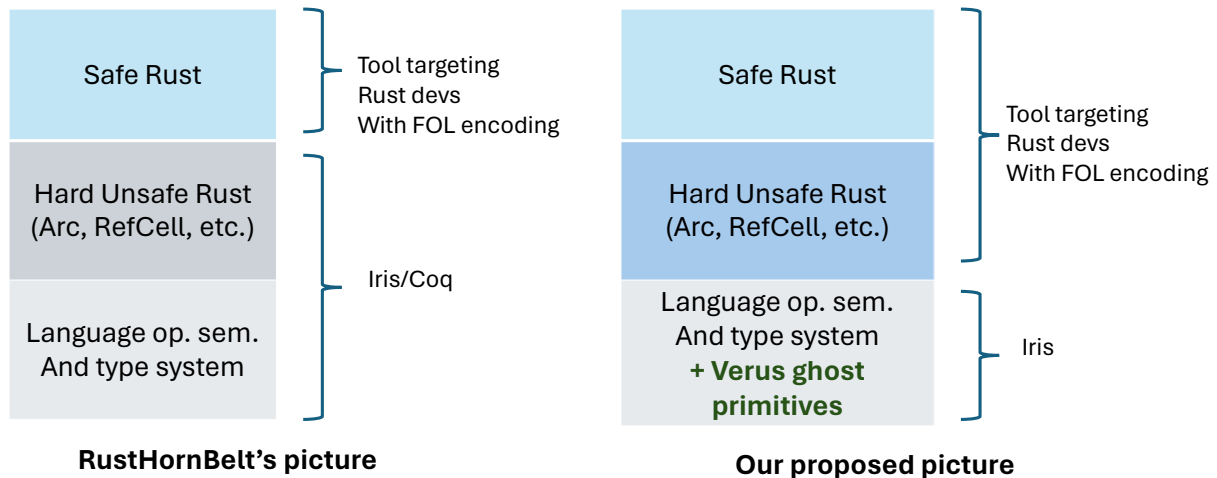 Safe Rust
Tool targeting
Rust devs
With FOL encoding
Hard Unsafe Rust
(Arc, RefCell, etc.)
Iris/Coq
Language op. sem.
And type system
RustHornBelt's picture
Safe Rust
Tool targeting
Rust devs
With FOL encoding
Hard Unsafe Rust
(Arc, RefCell, etc.)
Language op. sem.
And type system
+ Verus ghost
primitives
Iris
Our proposed picture